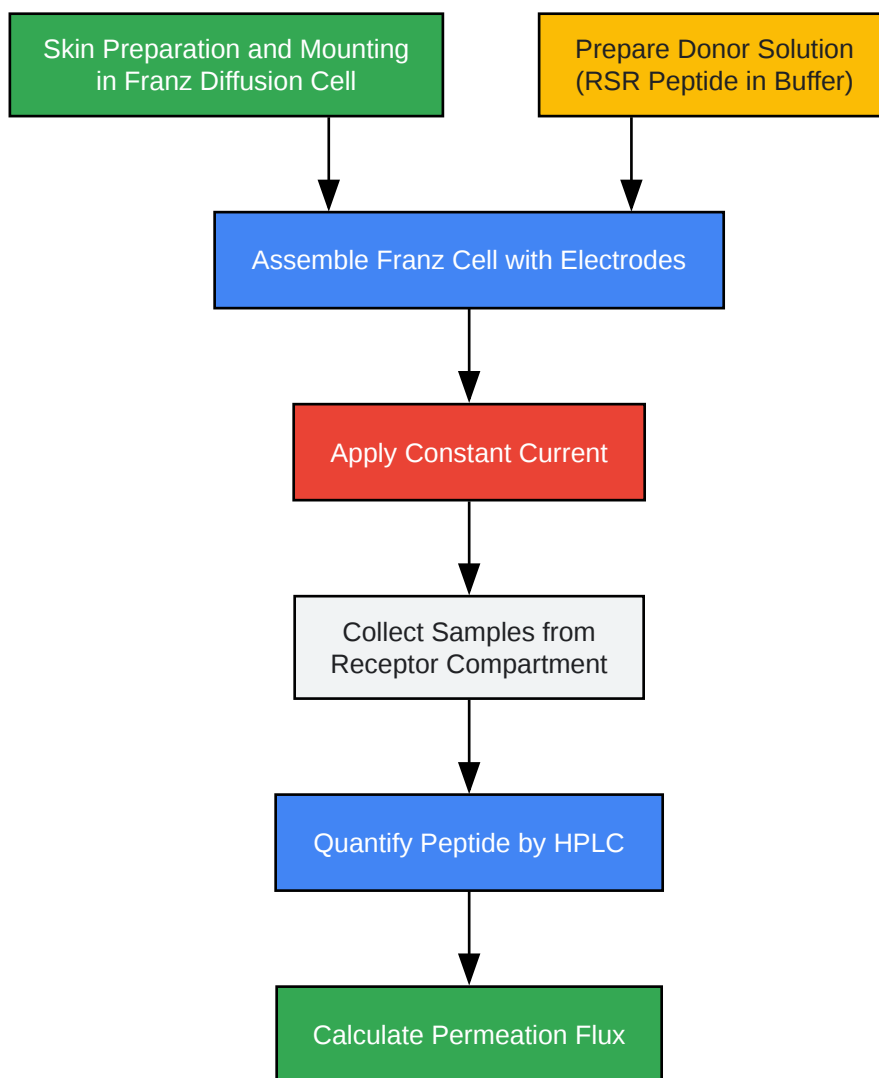 Skin Preparation and Mounting
in Franz Diffusion Cell
Prepare Donor Solution
(RSR Peptide in Buffer)
Assemble Franz Cell with Electrodes
Apply Constant Current
Collect Samples from
Receptor Compartment
Quantify Peptide by HPLC
Calculate Permeation Flux